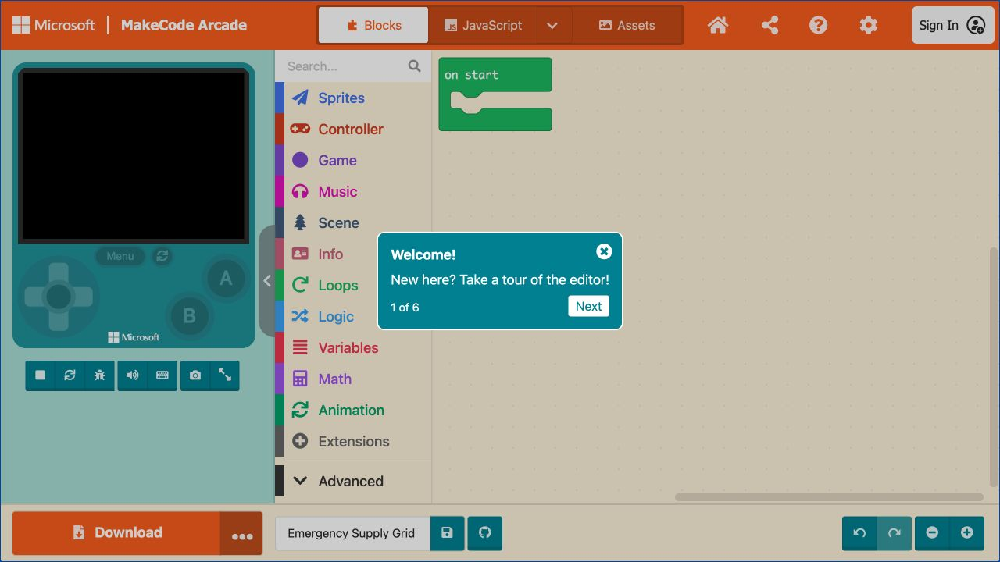 Microsoft
MakeCode Arcade
Blocks
JS JavaScript
Assets
Sign In
Search...
on start
Sprites
Controller
Game
Music
Scene
Info
Loops
Logic
Variables
Math
Animation
Extensions
Advanced
Menu
A
B
Microsoft
Welcome!
New here? Take a tour of the editor!
1 of 6
Next
Download
Emergency Supply Grid